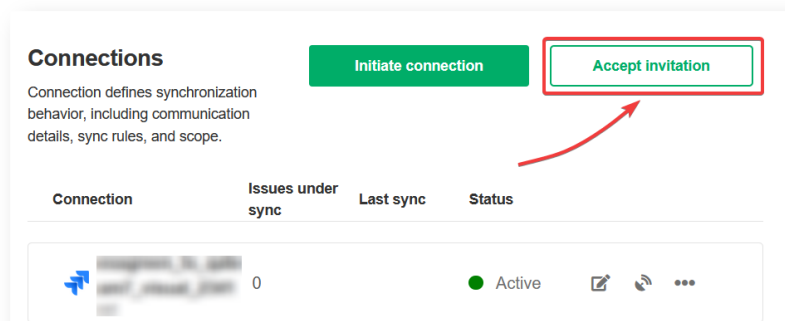 Connections
Initiate connection
Accept invitation
Connection defines synchronization
behavior, including communication
details, sync rules, and scope.
Connection
Issues under
sync
Last sync
Status
0
Active